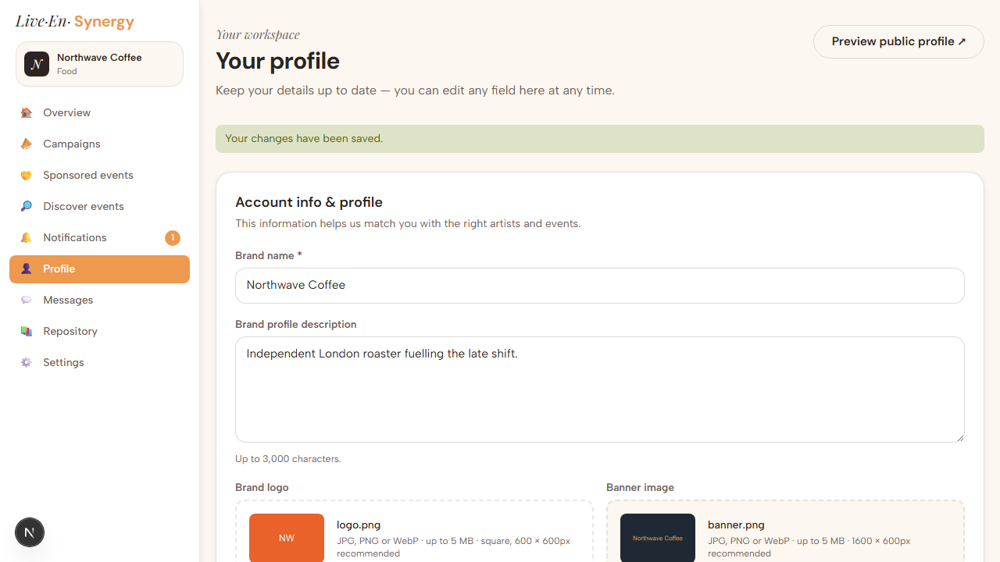 Live·En· Synergy
N
Northwave Coffee
Food
Overview
Campaigns
Sponsored events
Discover events
Notifications
1
Profile
Messages
Repository
Settings
N
Your workspace
Your profile
Keep your details up to date — you can edit any field here at any time.
Preview public profile ↗
Your changes have been saved.
Account info & profile
This information helps us match you with the right artists and events.
Brand name *
Northwave Coffee
Brand profile description
Independent London roaster fuelling the late shift.
Up to 3,000 characters.
Brand logo
NW
logo.png
JPG, PNG or WebP · up to 5 MB · square, 600 × 600px
recommended
Banner image
Northwave Coffee
banner.png
JPG, PNG or WebP · up to 5 MB · 1600 × 600px
recommended